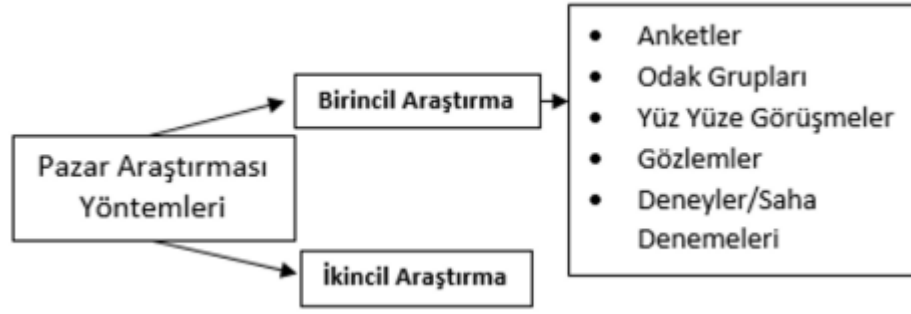 Pazar Araştırması
Yöntemleri
Birincil Araştırma
• Anketler
• Odak Grupları
• Yüz Yüze Görüşmeler
• Gözlemler
• Deneyler/Saha
Denemeleri
İkincil Araştırma